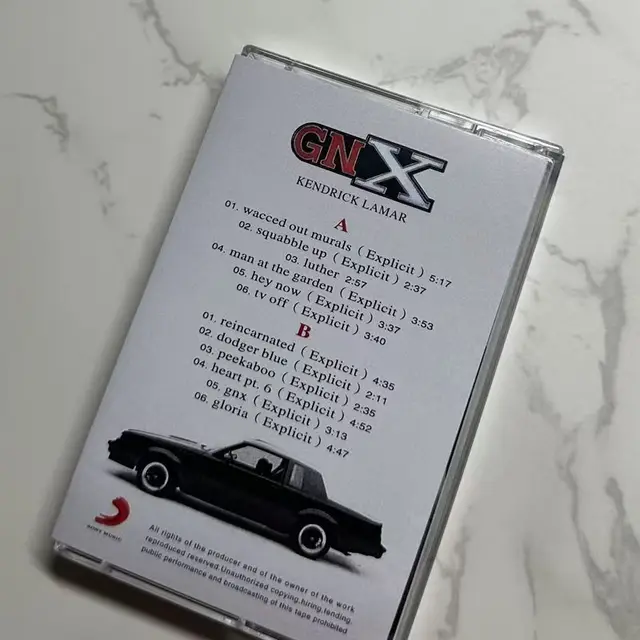 GNX
KENDRICK LAMAR
A
01. wacced out murals ( Explicit ) 5:17
02. squabble up ( Explicit ) 2:37
03. luther 2:57
04. man at the garden ( Explicit ) 3:53
05. hey now ( Explicit ) 3:37
06. tv off ( Explicit ) 3:40
B
01. reincarnated ( Explicit ) 4:35
02. dodger blue ( Explicit ) 2:11
03. peekaboo ( Explicit ) 2:35
04. heart pt. 6 ( Explicit ) 4:52
05. gnx ( Explicit ) 3:13
06. gloria ( Explicit ) 4:47
SONY MUSIC
All rights of the producer and of the owner of the work
reproduced reserved Unauthorized copying,hiring,lending,
public performance and broadcasting of this tape prohibited